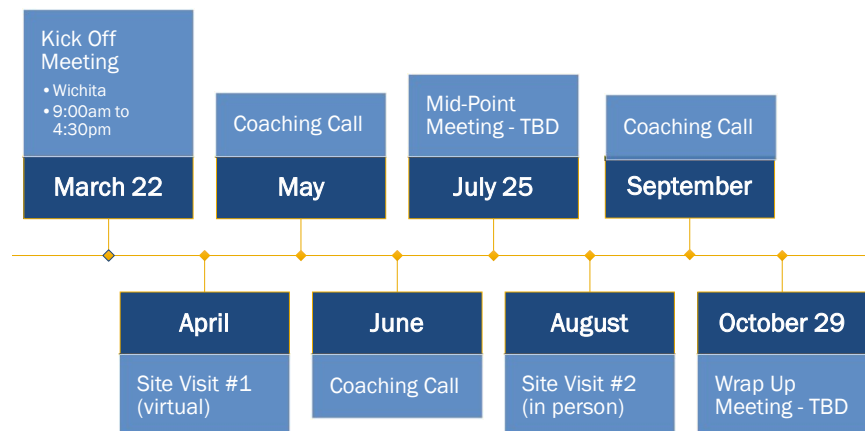 Kick Off
Meeting
• Wichita
• 9:00am to
4:30pm
March 22
Coaching Call
May
Mid-Point
Meeting - TBD
July 25
Coaching Call
September
April
Site Visit #1
(virtual)
June
Coaching Call
August
Site Visit #2
(in person)
October 29
Wrap Up
Meeting - TBD